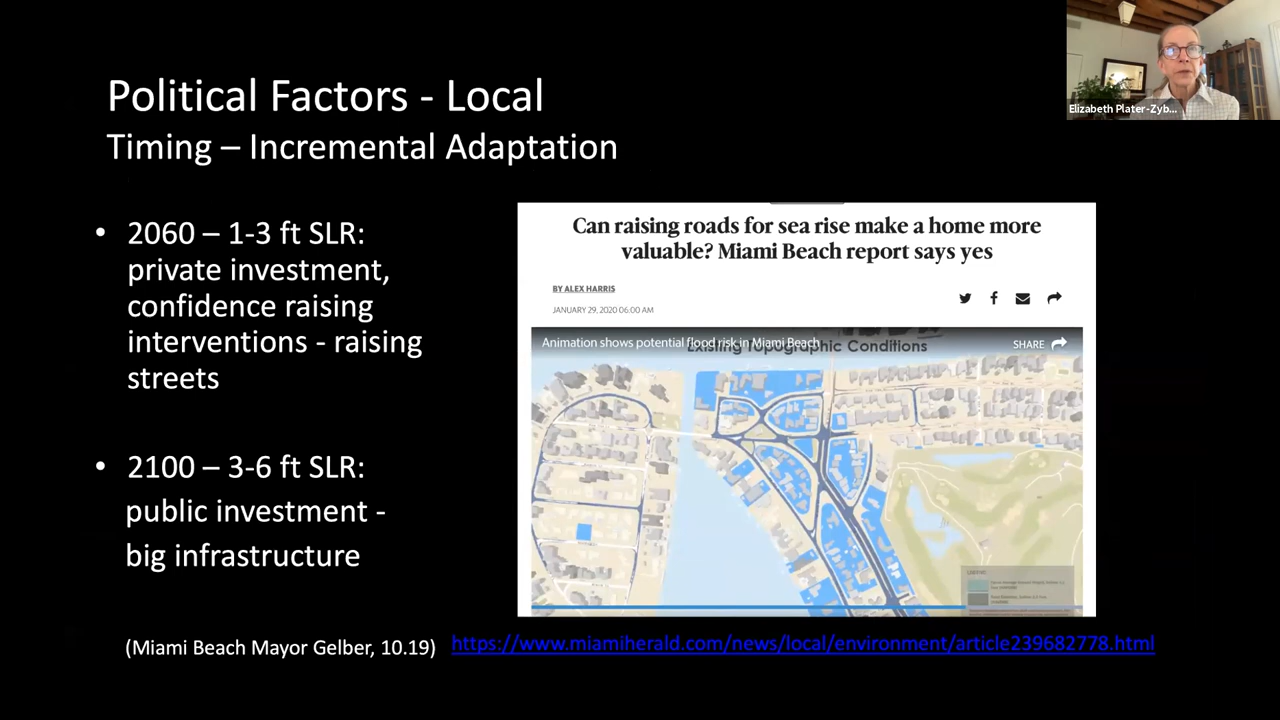 Elizabeth Plater-Zyb...
Political Factors - Local
Timing – Incremental Adaptation
• 2060 – 1-3 ft SLR:
private investment,
confidence raising
interventions - raising
streets
• 2100 – 3-6 ft SLR:
public investment -
big infrastructure
(Miami Beach Mayor Gelber, 10.19)
Can raising roads for sea rise make a home more
valuable? Miami Beach report says yes
BY ALEX HARRIS
JANUARY 29, 2020 06:00 AM
Animation shows potential flood risk in Miami Beach
SHARE
Existing Topographic Conditions
https://www.miamiherald.com/news/local/environment/article239682778.html